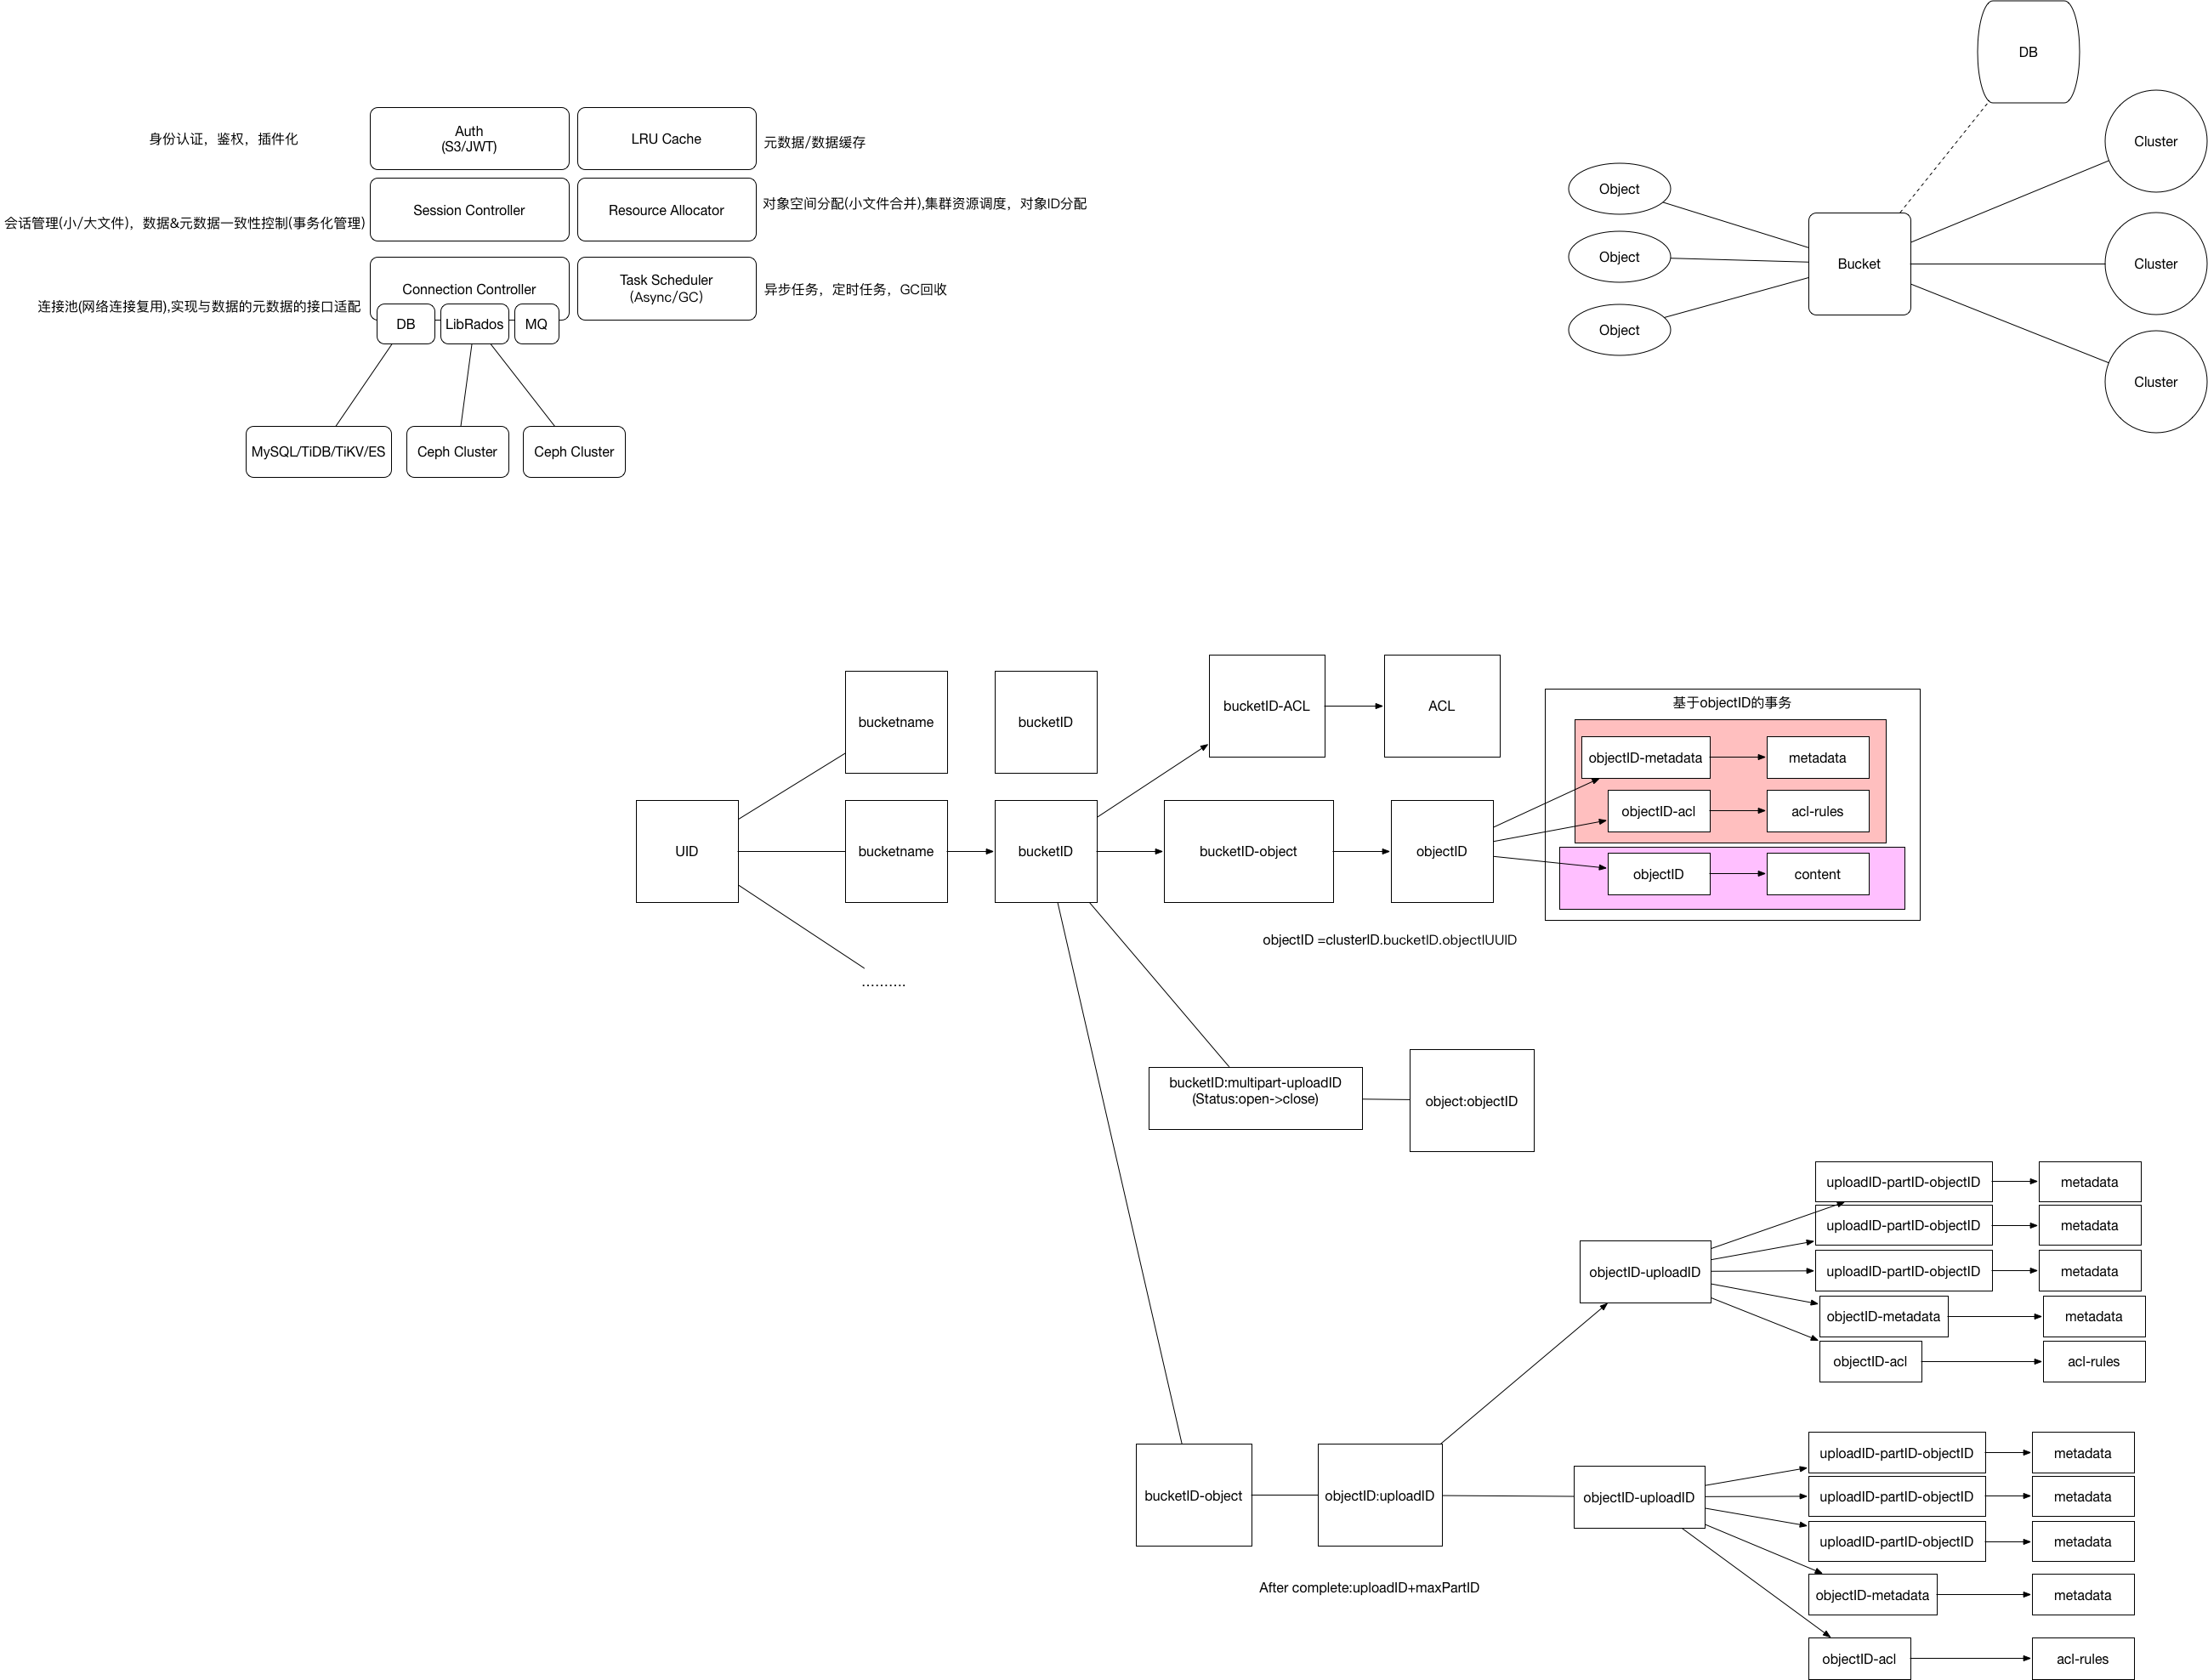 DB
身份认证，鉴权，插件化
Auth
(S3/JWT)
LRU Cache
元数据/数据缓存
Cluster
会话管理(小/大文件)，数据&元数据一致性控制(事务化管理)
Session Controller
Resource Allocator
对象空间分配(小文件合并),集群资源调度，对象ID分配
Object
Object
Object
Bucket
Cluster
Cluster
连接池(网络连接复用),实现与数据的元数据的接口适配
Connection Controller
DB
LibRados
MQ
Task Scheduler
(Async/GC)
异步任务，定时任务，GC回收
MySQL/TiDB/TiKV/ES
Ceph Cluster
Ceph Cluster
bucketname
bucketID
bucketID-ACL
ACL
基于objectID的事务
objectID-metadata
metadata
objectID-acl
acl-rules
UID
bucketname
bucketID
bucketID-object
objectID
objectID
content
objectID =clusterID.bucketID.objectIUUID
..........
bucketID:multipart-uploadID
(Status:open->close)
object:objectID
uploadID-partID-objectID
metadata
uploadID-partID-objectID
metadata
objectID-uploadID
uploadID-partID-objectID
metadata
objectID-metadata
metadata
objectID-acl
acl-rules
bucketID-object
objectID:uploadID
objectID-uploadID
uploadID-partID-objectID
metadata
uploadID-partID-objectID
metadata
uploadID-partID-objectID
metadata
After complete:uploadID+maxPartID
objectID-metadata
metadata
objectID-acl
acl-rules